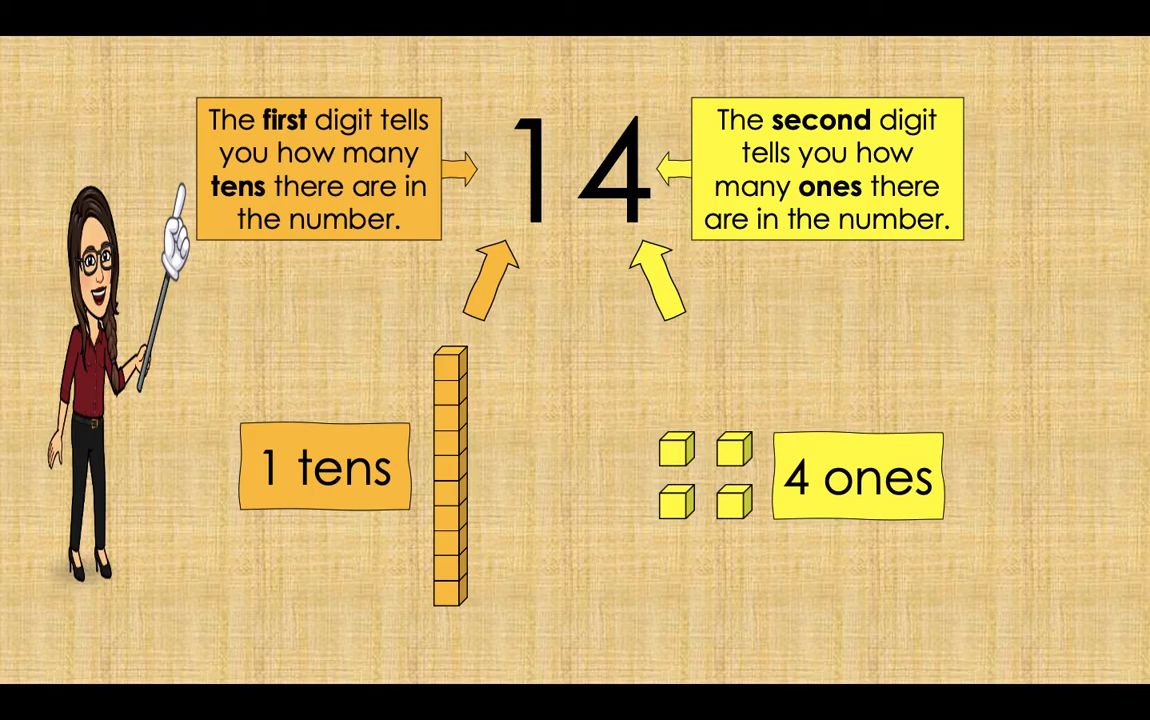 The first digit tells
you how many
tens there are in
the number.
14
The second digit
tells you how
many ones there
are in the number.
1 tens
4 ones